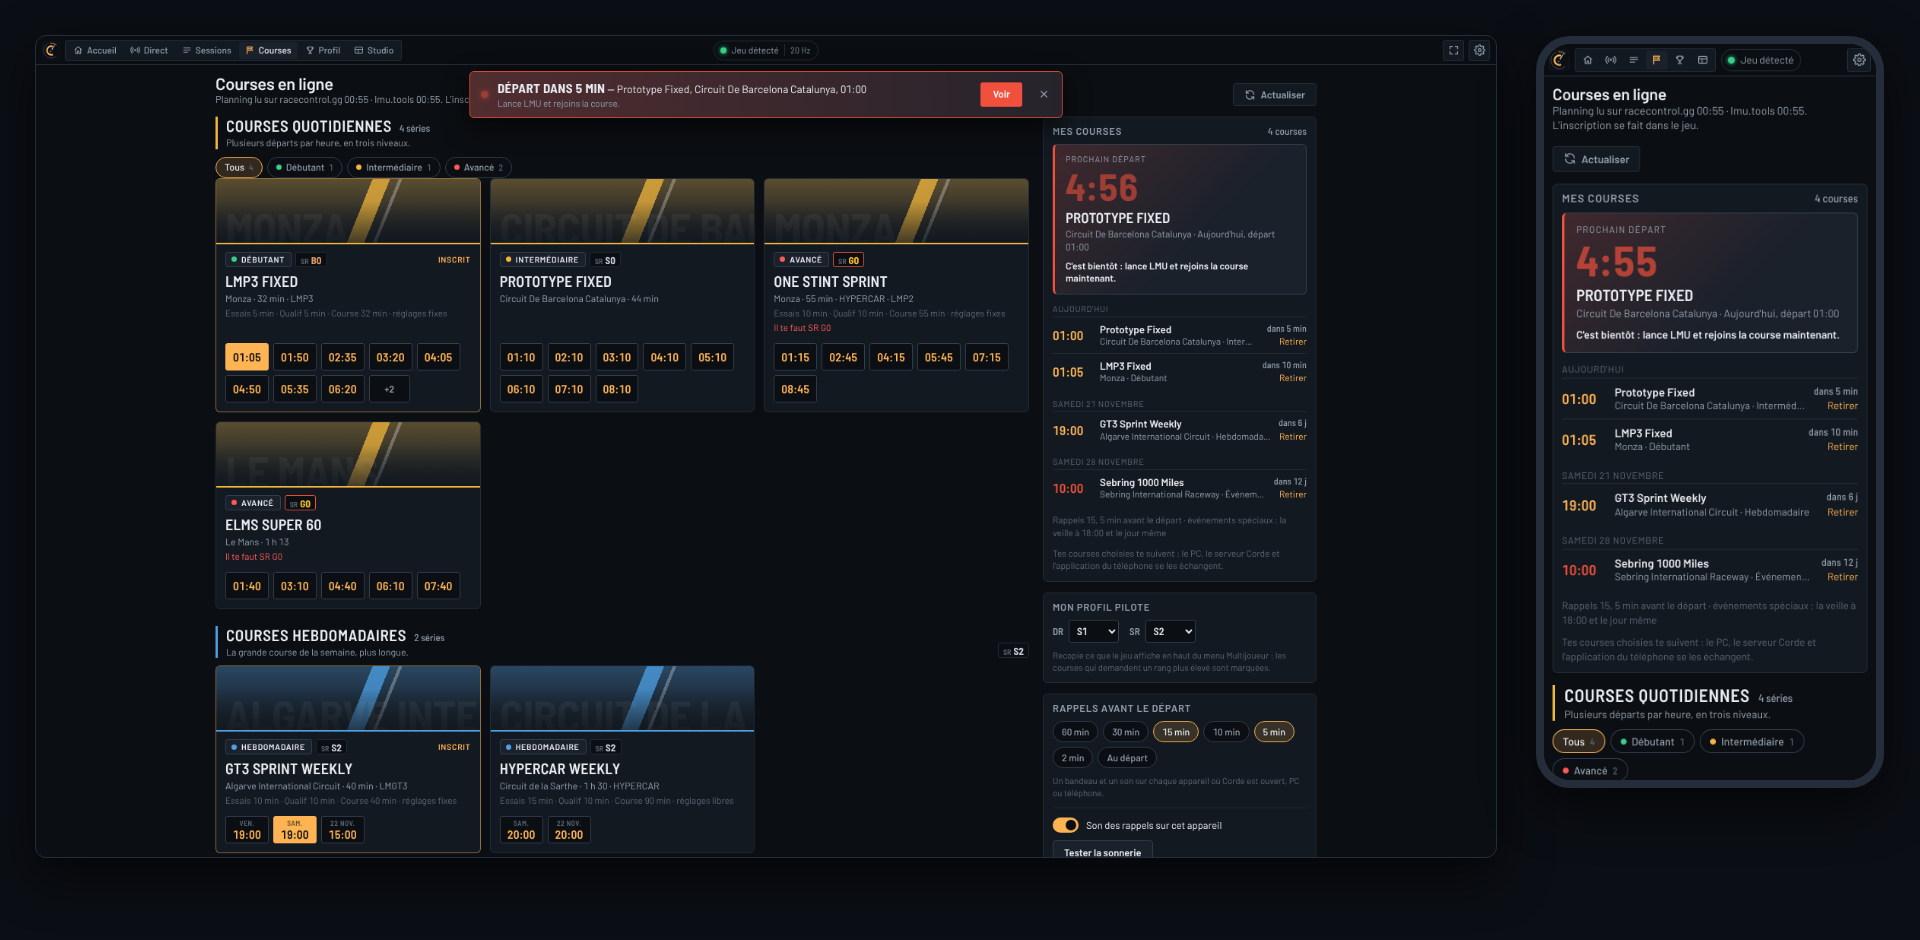 Accueil
Direct
Sessions
Courses
Profil
Studio
Jeu détecté
20 Hz
Courses en ligne
Planning lu sur racecontrol.gg 00:55 · lmu.tools 00:55. L'insc
DÉPART DANS 5 MIN — Prototype Fixed, Circuit De Barcelona Catalunya, 01:00
Lance LMU et rejoins la course.
Voir
Actualiser
COURSES QUOTIDIENNES 4 séries
Plusieurs départs par heure, en trois niveaux.
Tous 4
Débutant 1
Intermédiaire 1
Avancé 2
MONZA
DÉBUTANT
SR B0
INSCRIT
LMP3 FIXED
Monza · 32 min · LMP3
Essais 5 min · Qualif 5 min · Course 32 min · réglages fixes
01:05 01:50 02:35 03:20 04:05
04:50 05:35 06:20 +2
CIRCUIT DE BA
INTERMÉDIAIRE
SR S0
PROTOTYPE FIXED
Circuit De Barcelona Catalunya · 44 min
01:10 02:10 03:10 04:10 05:10
06:10 07:10 08:10
MONZA
AVANCÉ
SR G0
ONE STINT SPRINT
Monza · 55 min · HYPERCAR · LMP2
Essais 10 min · Qualif 10 min · Course 55 min · réglages fixes
Il te faut SR G0
01:15 02:45 04:15 05:45 07:15
08:45
LE MAN
AVANCÉ
SR G0
ELMS SUPER 60
Le Mans · 1 h 13
Il te faut SR G0
01:40 03:10 04:40 06:10 07:40
COURSES HEBDOMADAIRES 2 séries
La grande course de la semaine, plus longue.
SR S2
ALGARVE INTE
HEBDOMADAIRE
SR S2
INSCRIT
GT3 SPRINT WEEKLY
Algarve International Circuit · 40 min · LMGT3
Essais 10 min · Qualif 10 min · Course 40 min · réglages fixes
VEN. 19:00
SAM. 19:00
22 NOV. 15:00
CIRCUIT DE LA
HEBDOMADAIRE
SR S2
HYPERCAR WEEKLY
Circuit de la Sarthe · 1 h 30 · HYPERCAR
Essais 15 min · Qualif 10 min · Course 90 min · réglages libres
SAM. 20:00
22 NOV. 20:00
MES COURSES
4 courses
PROCHAIN DÉPART
4:56
PROTOTYPE FIXED
Circuit De Barcelona Catalunya · Aujourd'hui, départ
01:00
C'est bientôt : lance LMU et rejoins la course
maintenant.
AUJOURD'HUI
01:00 Prototype Fixed dans 5 min
Circuit De Barcelona Catalunya · Inter... Retirer
01:05 LMP3 Fixed dans 10 min
Monza · Débutant Retirer
SAMEDI 21 NOVEMBRE
19:00 GT3 Sprint Weekly dans 6 j
Algarve International Circuit · Hebdomada... Retirer
SAMEDI 28 NOVEMBRE
10:00 Sebring 1000 Miles dans 12 j
Sebring International Raceway · Événem... Retirer
Rappels 15, 5 min avant le départ · événements spéciaux : la
veille à 18:00 et le jour même
Tes courses choisies te suivent : le PC, le serveur Corde et
l'application du téléphone se les échangent.
MON PROFIL PILOTE
DR S1 SR S2
Recopie ce que le jeu affiche en haut du menu Multijoueur : les
courses qui demandent un rang plus élevé sont marquées.
RAPPELS AVANT LE DÉPART
60 min 30 min 15 min 10 min 5 min
2 min Au départ
Un bandeau et un son sur chaque appareil où Corde est ouvert, PC
ou téléphone.
Son des rappels sur cet appareil
Tester la sonnerie
Jeu détecté
Courses en ligne
Planning lu sur racecontrol.gg 00:55 · lmu.tools 00:55.
L'inscription se fait dans le jeu.
Actualiser
MES COURSES 4 courses
PROCHAIN DÉPART
4:55
PROTOTYPE FIXED
Circuit De Barcelona Catalunya · Aujourd'hui, départ 01:00
C'est bientôt : lance LMU et rejoins la course maintenant.
AUJOURD'HUI
01:00 Prototype Fixed dans 5 min
Circuit De Barcelona Catalunya · Interméd... Retirer
01:05 LMP3 Fixed dans 10 min
Monza · Débutant Retirer
SAMEDI 21 NOVEMBRE
19:00 GT3 Sprint Weekly dans 6 j
Algarve International Circuit · Hebdomadaire Retirer
SAMEDI 28 NOVEMBRE
10:00 Sebring 1000 Miles dans 12 j
Sebring International Raceway · Événemen... Retirer
Rappels 15, 5 min avant le départ · événements spéciaux : la veille à
18:00 et le jour même
Tes courses choisies te suivent : le PC, le serveur Corde et
l'application du téléphone se les échangent.
COURSES QUOTIDIENNES 4 séries
Plusieurs départs par heure, en trois niveaux.
Tous 4
Débutant 1
Intermédiaire 1
Avancé 2